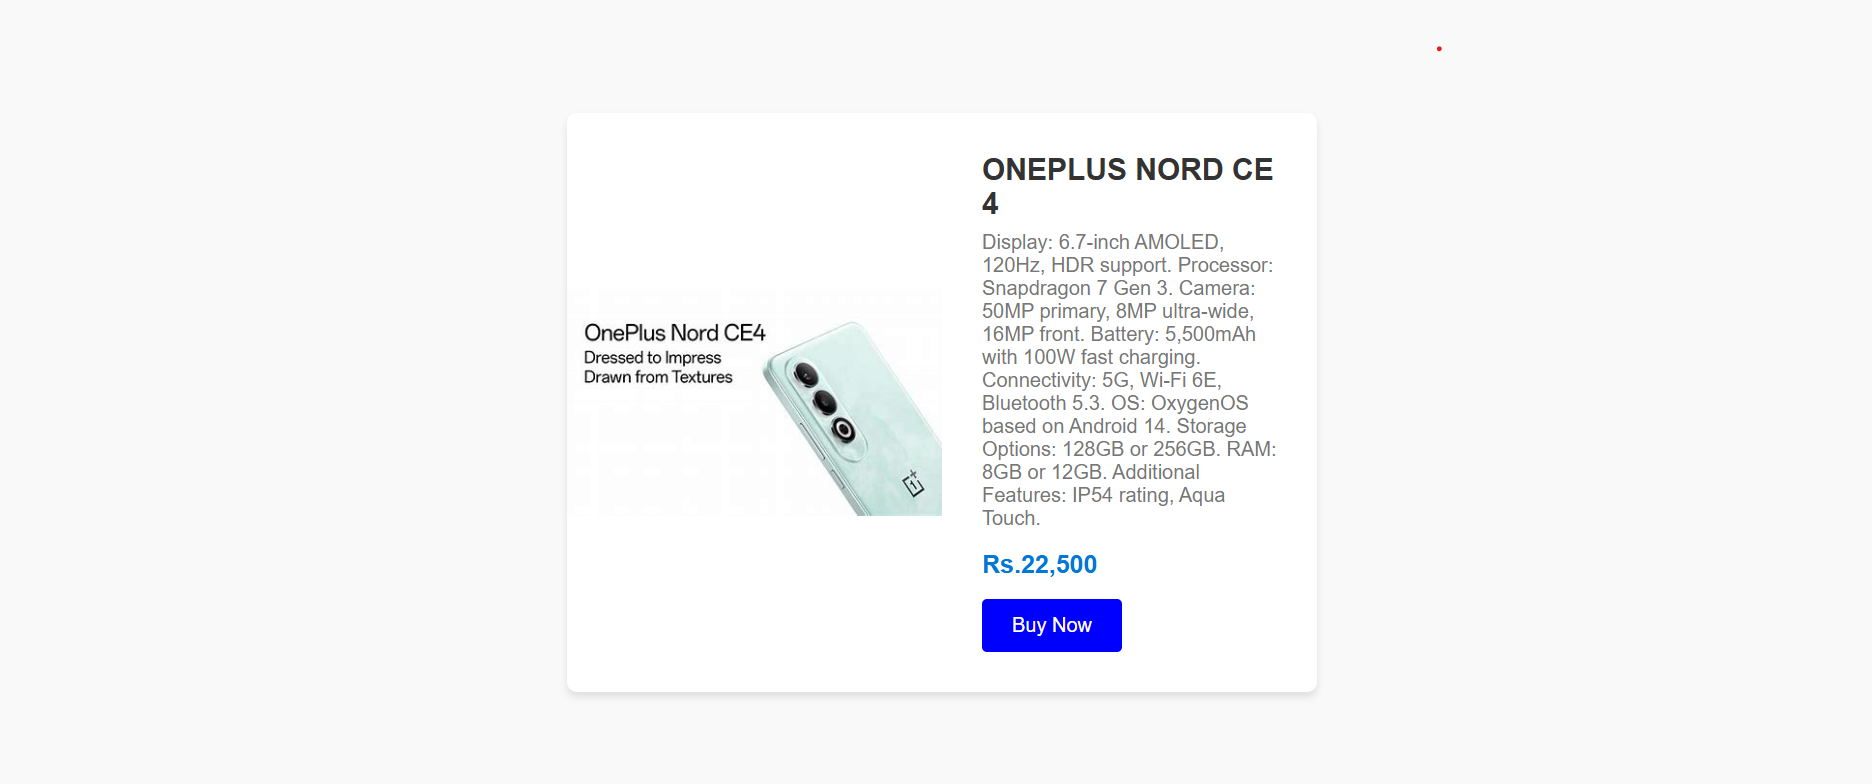 ONEPLUS NORD CE
4
Display: 6.7-inch AMOLED,
120Hz, HDR support. Processor:
Snapdragon 7 Gen 3. Camera:
50MP primary, 8MP ultra-wide,
16MP front. Battery: 5,500mAh
with 100W fast charging.
Connectivity: 5G, Wi-Fi 6E,
Bluetooth 5.3. OS: OxygenOS
based on Android 14. Storage
Options: 128GB or 256GB. RAM:
8GB or 12GB. Additional
Features: IP54 rating, Aqua
Touch.
Rs.22,500
Buy Now
OnePlus Nord CE4
Dressed to Impress
Drawn from Textures